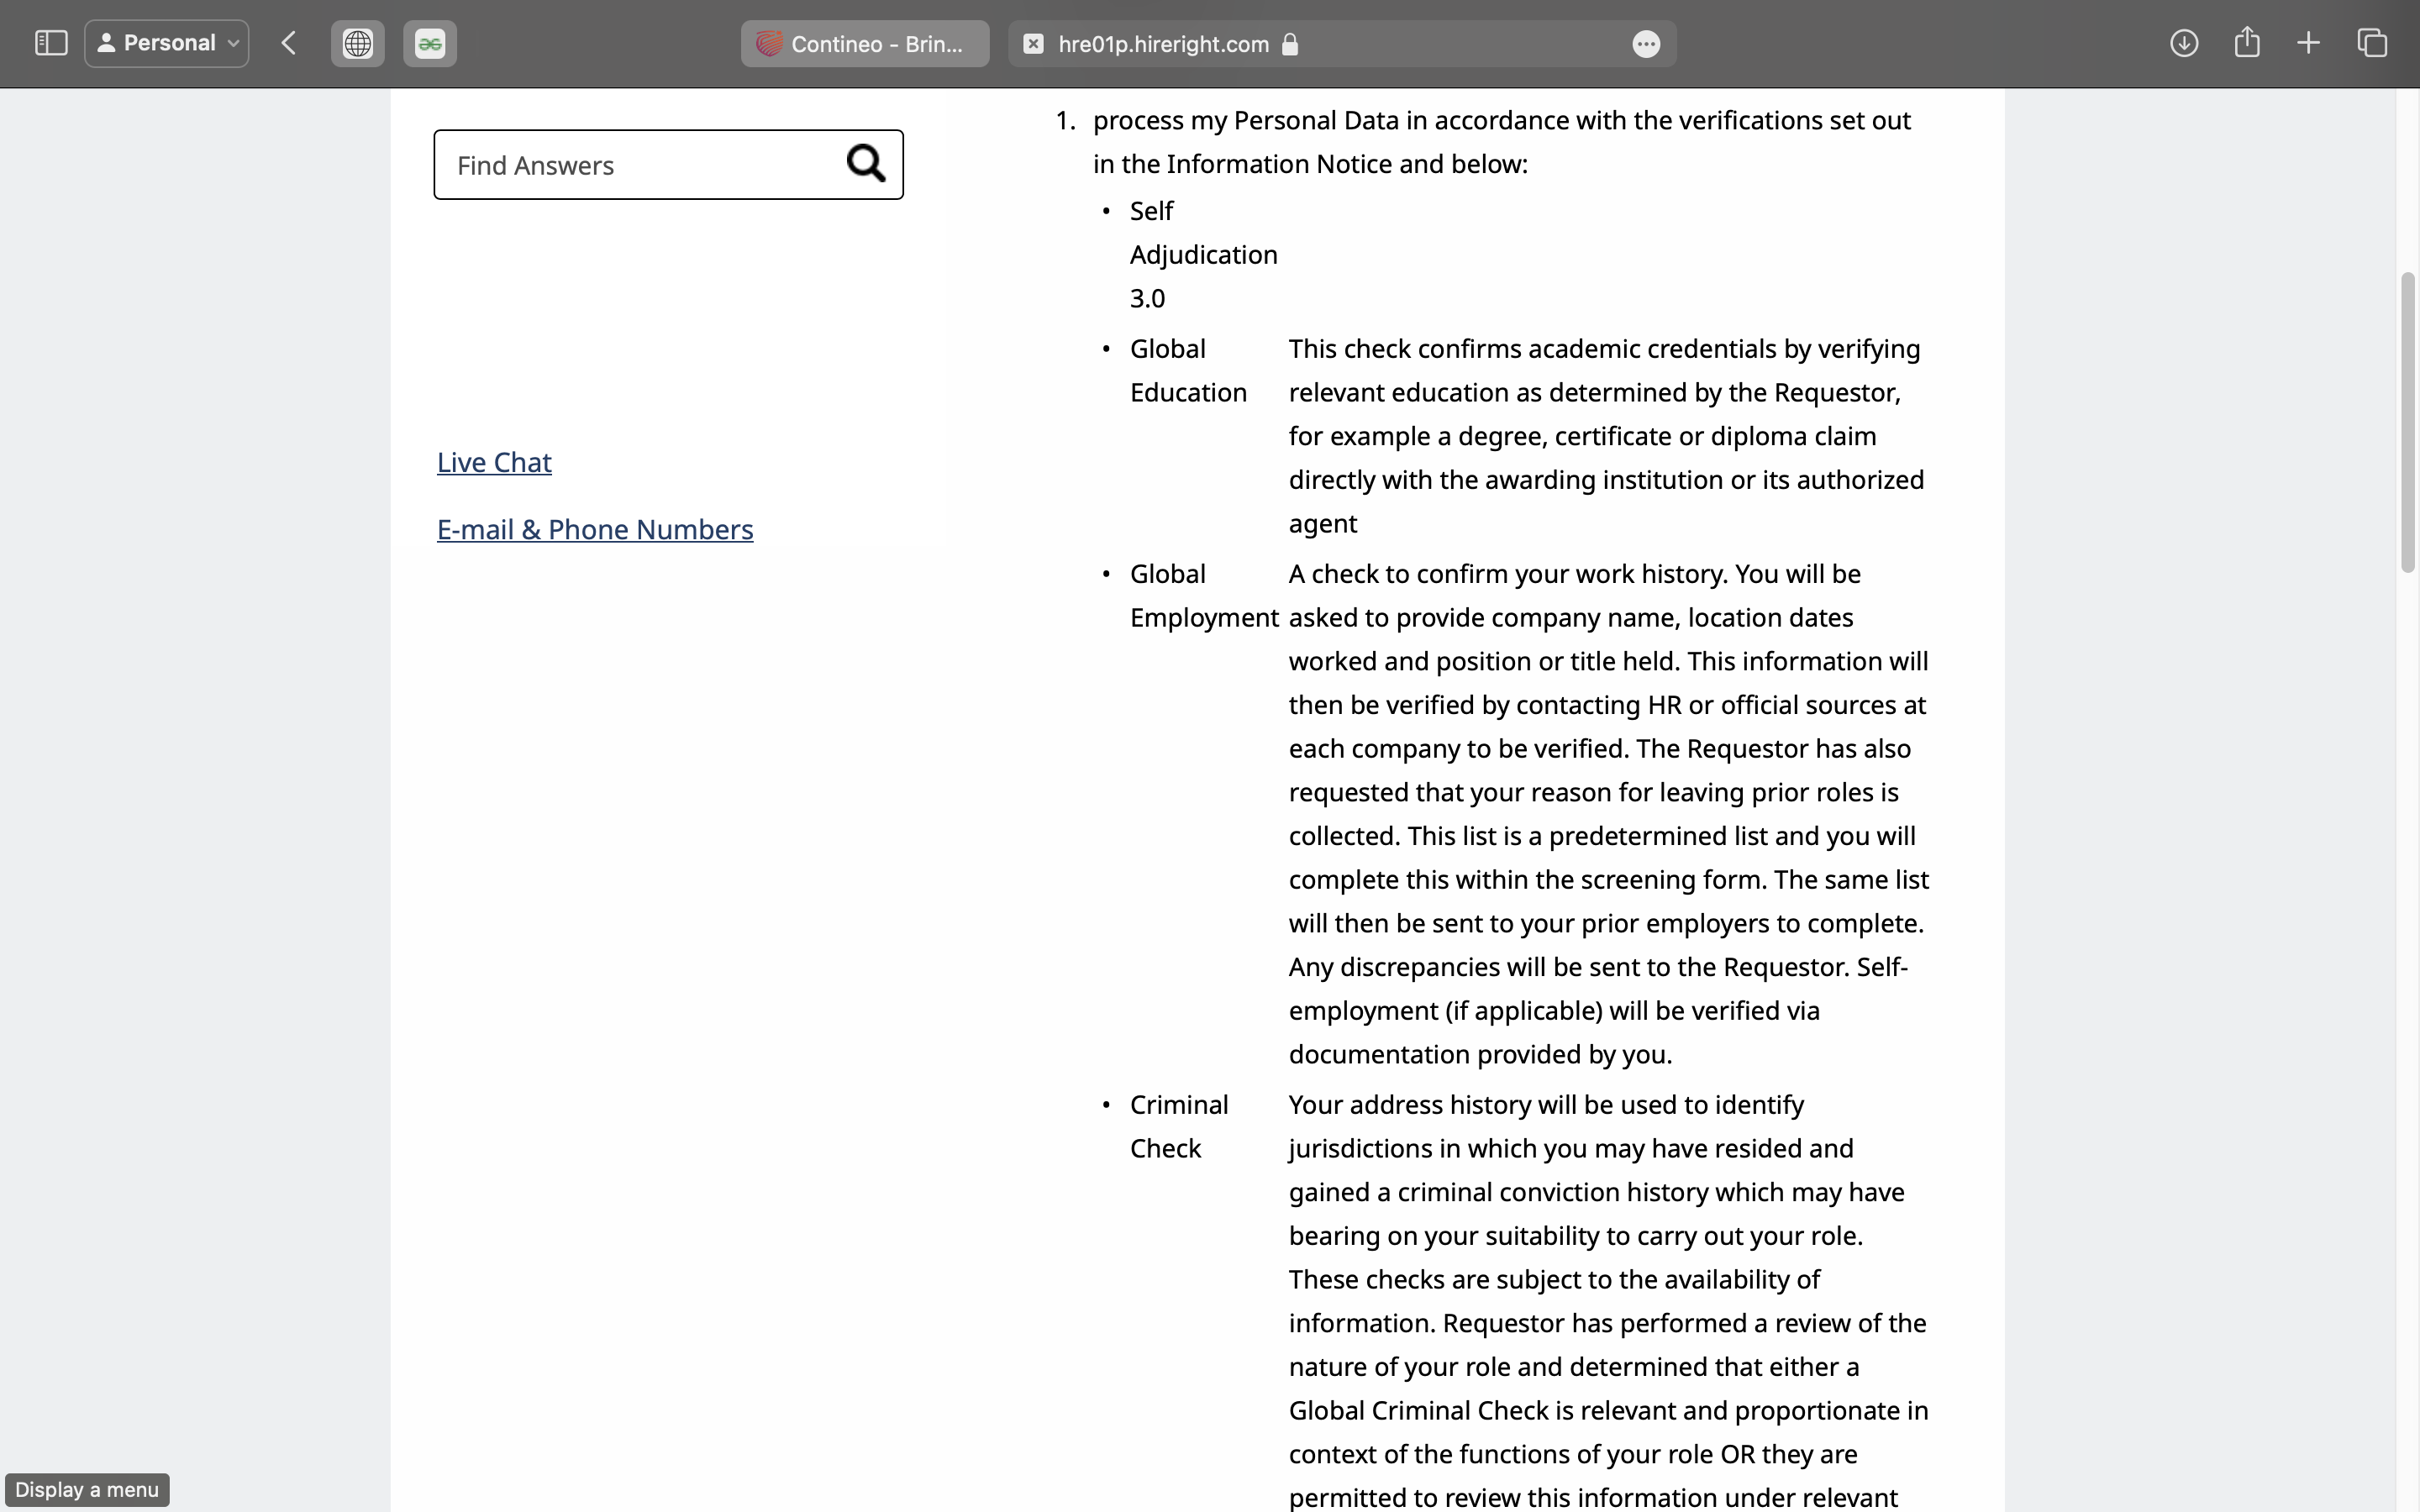 Personal
Contineo - Brin...
hre01p.hireright.com
Find Answers
Live Chat
E-mail & Phone Numbers
1. process my Personal Data in accordance with the verifications set out
in the Information Notice and below:
• Self
Adjudication
3.0
• Global This check confirms academic credentials by verifying
Education relevant education as determined by the Requestor,
for example a degree, certificate or diploma claim
directly with the awarding institution or its authorized
agent
• Global A check to confirm your work history. You will be
Employment asked to provide company name, location dates
worked and position or title held. This information will
then be verified by contacting HR or official sources at
each company to be verified. The Requestor has also
requested that your reason for leaving prior roles is
collected. This list is a predetermined list and you will
complete this within the screening form. The same list
will then be sent to your prior employers to complete.
Any discrepancies will be sent to the Requestor. Self-
employment (if applicable) will be verified via
documentation provided by you.
• Criminal Your address history will be used to identify
Check jurisdictions in which you may have resided and
gained a criminal conviction history which may have
bearing on your suitability to carry out your role.
These checks are subject to the availability of
information. Requestor has performed a review of the
nature of your role and determined that either a
Global Criminal Check is relevant and proportionate in
context of the functions of your role OR they are
permitted to review this information under relevant
Display a menu